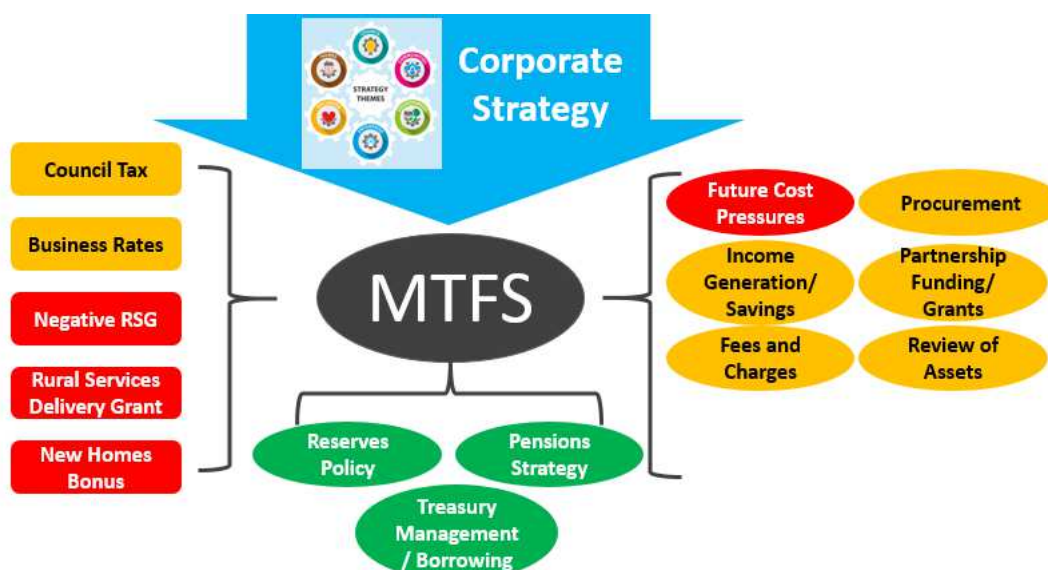 Corporate
Strategy
STRATEGY
THEMES
Council Tax
Business Rates
Negative RSG
Rural Services
Delivery Grant
New Homes
Bonus
MTFS
Future Cost
Pressures
Procurement
Income
Generation/
Savings
Partnership
Funding/
Grants
Fees and
Charges
Review of
Assets
Reserves
Policy
Pensions
Strategy
Treasury
Management
/ Borrowing